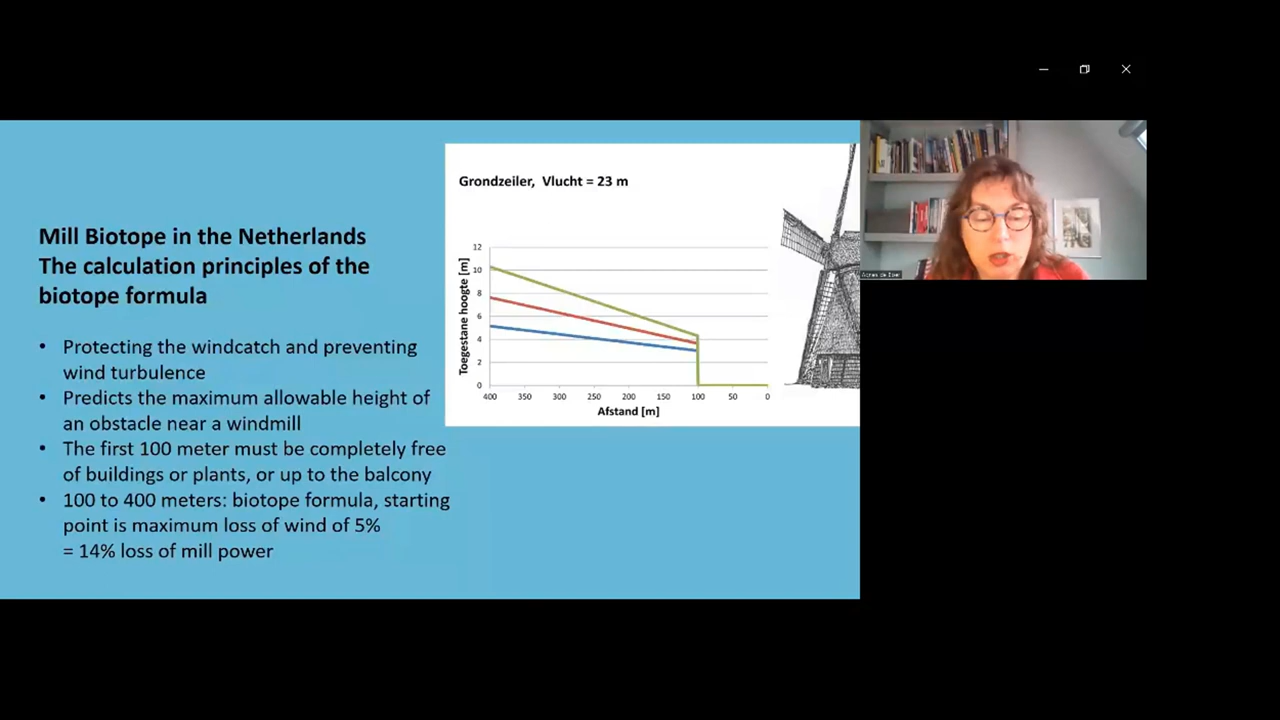 Mill Biotope in the Netherlands
The calculation principles of the
biotope formula
• Protecting the windcatch and preventing
wind turbulence
• Predicts the maximum allowable height of
an obstacle near a windmill
• The first 100 meter must be completely free
of buildings or plants, or up to the balcony
• 100 to 400 meters: biotope formula, starting
point is maximum loss of wind of 5%
= 14% loss of mill power
Grondzeiler, Vlucht = 23 m
Toegestane hoogte [m]
12
10
8
6
4
2
0
400 350 300 250 200 150 100 50 0
Afstand [m]